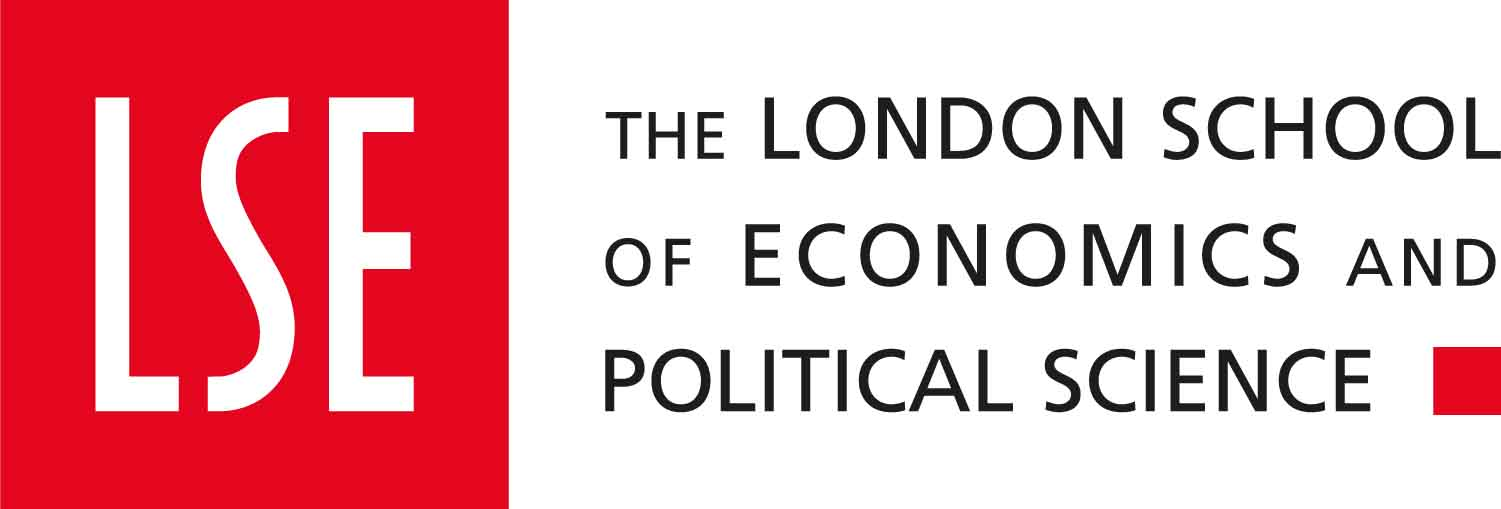 LSE
THE LONDON SCHOOL
OF ECONOMICS AND
POLITICAL SCIENCE